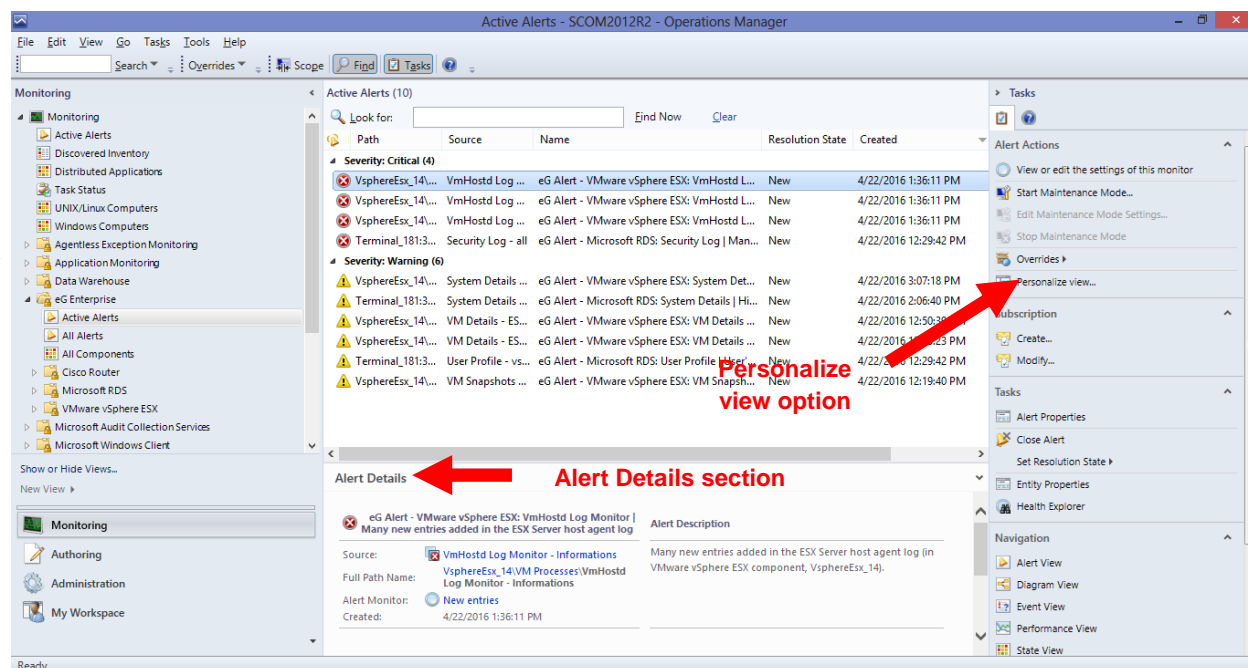 Active Alerts - SCOM2012R2 - Operations Manager
File Edit View Go Tasks Tools Help
Search Overrides Scope Find Tasks
Monitoring
Monitoring
Active Alerts
Discovered Inventory
Distributed Applications
Task Status
UNIX/Linux Computers
Windows Computers
Agentless Exception Monitoring
Application Monitoring
Data Warehouse
eG Enterprise
Active Alerts
All Alerts
All Components
Cisco Router
Microsoft RDS
VMware vSphere ESX
Microsoft Audit Collection Services
Microsoft Windows Client
Show or Hide Views...
New View
Monitoring
Authoring
Administration
My Workspace
Ready
Active Alerts (10)
Look for: Find Now Clear
Path Source Name Resolution State Created
Severity: Critical (4)
VsphereEsx_14\... VmHostd Log ... eG Alert - VMware vSphere ESX: VmHostd L... New 4/22/2016 1:36:11 PM
VsphereEsx_14\... VmHostd Log ... eG Alert - VMware vSphere ESX: VmHostd L... New 4/22/2016 1:36:11 PM
VsphereEsx_14\... VmHostd Log ... eG Alert - VMware vSphere ESX: VmHostd L... New 4/22/2016 1:36:11 PM
Terminal_181:3... Security Log - all eG Alert - Microsoft RDS: Security Log | Man... New 4/22/2016 12:29:42 PM
Severity: Warning (6)
VsphereEsx_14\... System Details ... eG Alert - VMware vSphere ESX: System Det... New 4/22/2016 3:07:18 PM
Terminal_181:3... System Details ... eG Alert - Microsoft RDS: System Details | Hi... New 4/22/2016 2:06:40 PM
VsphereEsx_14\... VM Details - ES... eG Alert - VMware vSphere ESX: VM Details ... New 4/22/2016
VsphereEsx_14\... VM Details - ES... eG Alert - VMware vSphere ESX: VM Details ... New 4/22/2016 PM
Terminal_181:3... User Profile - vs... eG Alert - Microsoft RDS: User Profile | User' New 4/22/2016 12:29:42 PM
VsphereEsx_14\... VM Snapshots ... eG Alert - VMware vSphere ESX: VM Snapsh... New 4/22/2016 12:19:40 PM
Personalize
view option
Alert Details
Alert Details section
eG Alert - VMware vSphere ESX: VmHostd Log Monitor |
Many new entries added in the ESX Server host agent log
Source: VmHostd Log Monitor - Informations
Full Path Name: VsphereEsx_14\VM Processes\VmHostd
Log Monitor - Informations
Alert Monitor: New entries
Created: 4/22/2016 1:36:11 PM
Alert Description
Many new entries added in the ESX Server host agent log (in
VMware vSphere ESX component, VsphereEsx_14).
Tasks
Alert Actions
View or edit the settings of this monitor
Start Maintenance Mode...
Edit Maintenance Mode Settings...
Stop Maintenance Mode
Overrides
Personalize view...
Subscription
Create...
Modify...
Tasks
Alert Properties
Close Alert
Set Resolution State
Entity Properties
Health Explorer
Navigation
Alert View
Diagram View
Event View
Performance View
State View